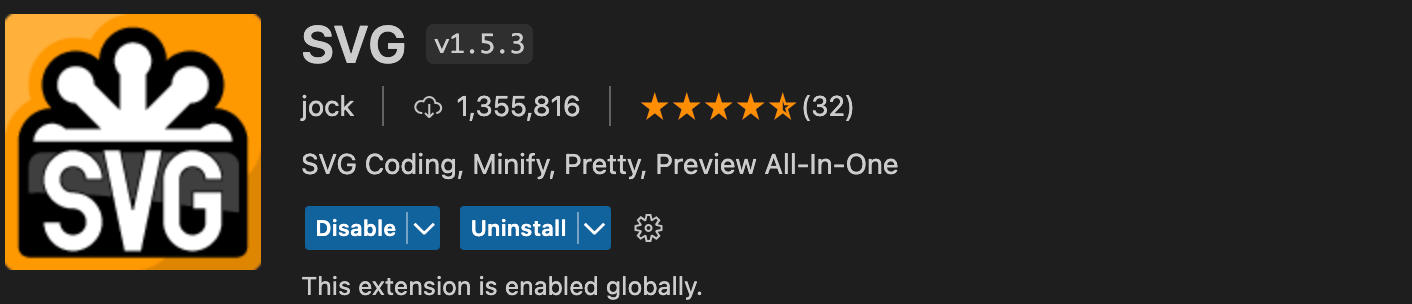 SVG
SVG v1.5.3
jock 1,355,816 (32)
SVG Coding, Minify, Pretty, Preview All-In-One
Disable Uninstall
This extension is enabled globally.